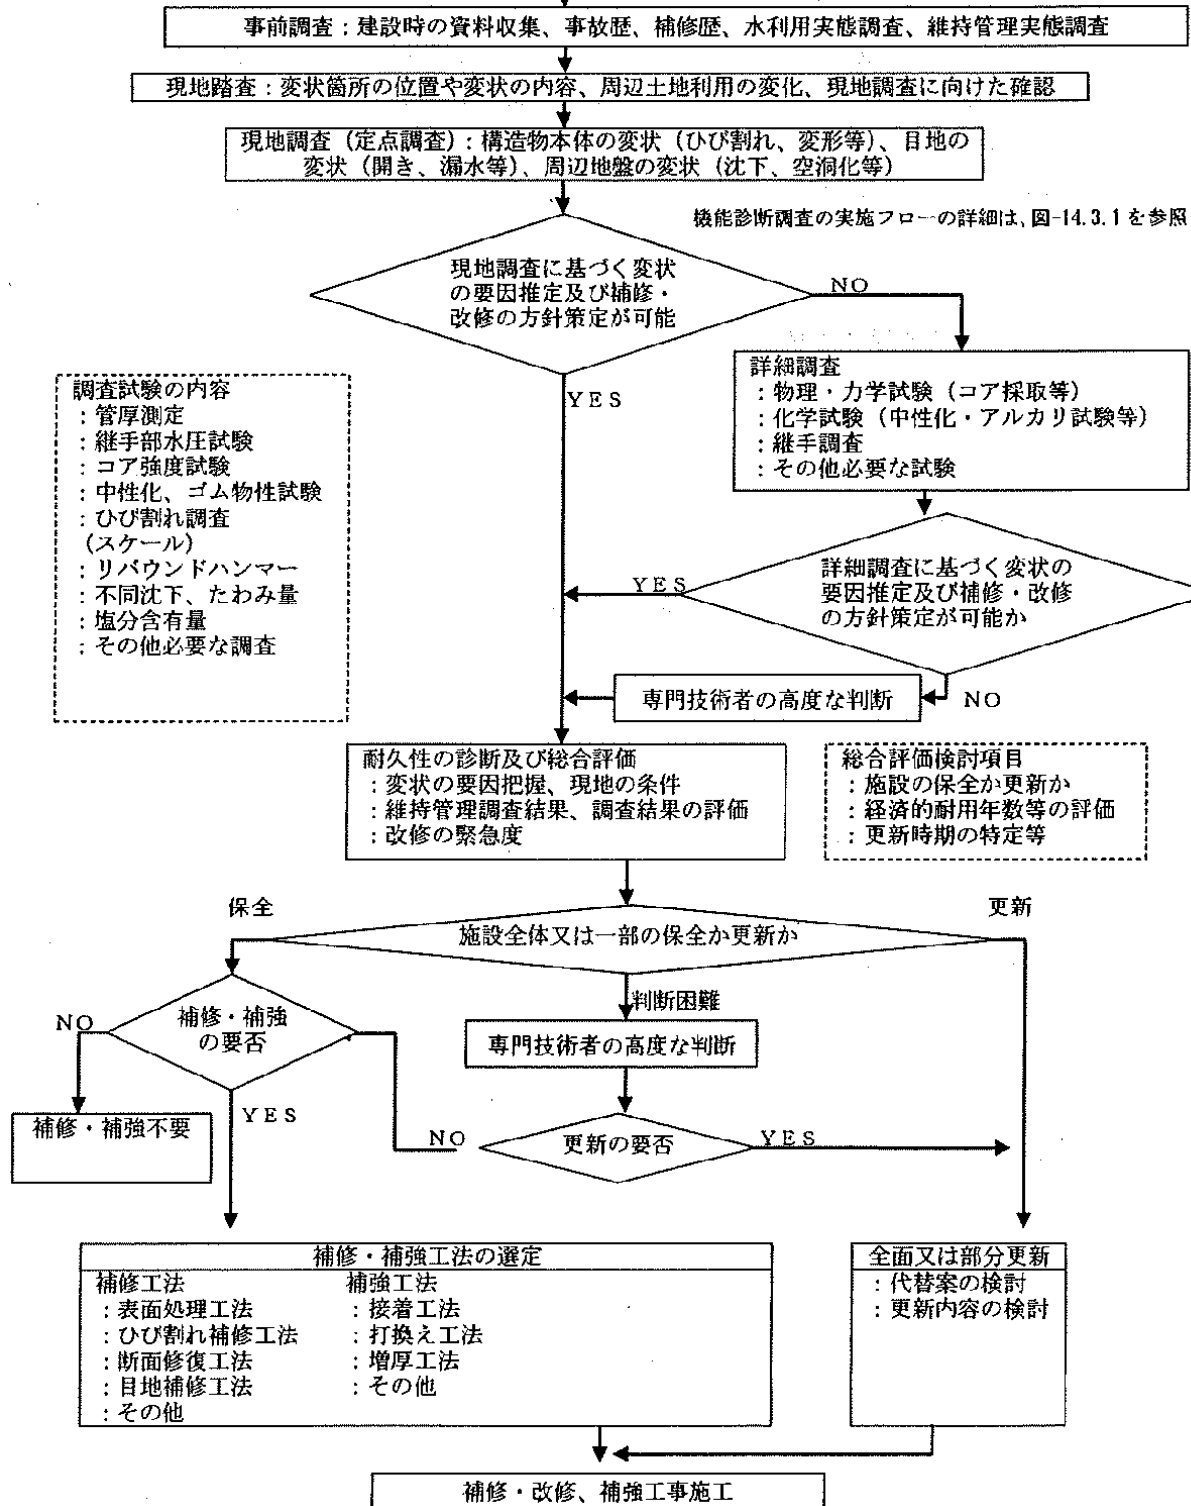 事前調査：建設時の資料収集、事故歴、補修歴、水利用実態調査、維持管理実態調査
現地踏査：変状箇所の位置や変状の内容、周辺土地利用の変化、現地調査に向けた確認
現地調査（定点調査）：構造物本体の変状（ひび割れ、変形等）、目地の
変状（開き、漏水等）、周辺地盤の変状（沈下、空洞化等）
機能診断調査の実施フローの詳細は、図-14.3.1を参照
現地調査に基づく変状
の要因推定及び補修・
改修の方針策定が可能
NO
YES
詳細調査
：物理・力学試験（コア採取等）
：化学試験（中性化・アルカリ試験等）
：継手調査
：その他必要な試験
調査試験の内容
：管厚測定
：継手部水圧試験
：コア強度試験
：中性化、ゴム物性試験
：ひび割れ調査
（スケール）
：リバウンドハンマー
：不同沈下、たわみ量
：塩分含有量
：その他必要な調査
詳細調査に基づく変状の
要因推定及び補修・改修
の方針策定が可能か
YES
NO
専門技術者の高度な判断
耐久性の診断及び総合評価
：変状の要因把握、現地の条件
：維持管理調査結果、調査結果の評価
：改修の緊急度
総合評価検討項目
：施設の保全か更新か
：経済的耐用年数等の評価
：更新時期の特定等
保全
更新
施設全体又は一部の保全か更新か
判断困難
補修・補強
の要否
NO
YES
専門技術者の高度な判断
補修・補強不要
更新の要否
NO
YES
補修・補強工法の選定
補修工法
：表面処理工法
：ひび割れ補修工法
：断面修復工法
：目地補修工法
：その他
補強工法
：接着工法
：打換え工法
：増厚工法
：その他
全面又は部分更新
：代替案の検討
：更新内容の検討
補修・改修、補強工事施工